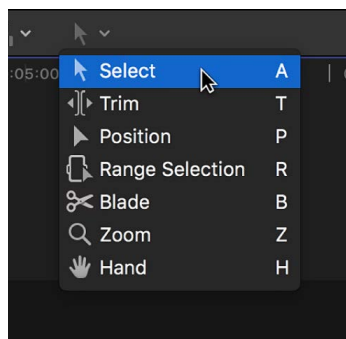 :05:00
Select A
Trim T
Position P
Range Selection R
Blade B
Zoom Z
Hand H